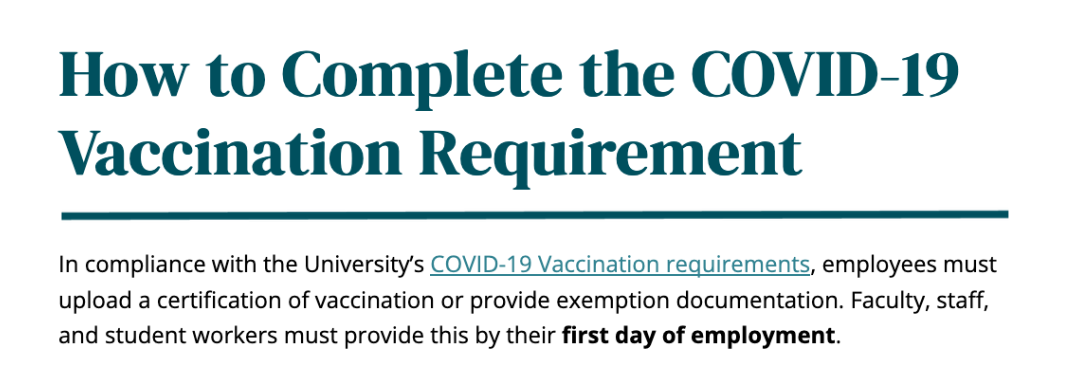 How to Complete the COVID-19
Vaccination Requirement
In compliance with the University’s COVID-19 Vaccination requirements, employees must
upload a certification of vaccination or provide exemption documentation. Faculty, staff,
and student workers must provide this by their first day of employment.